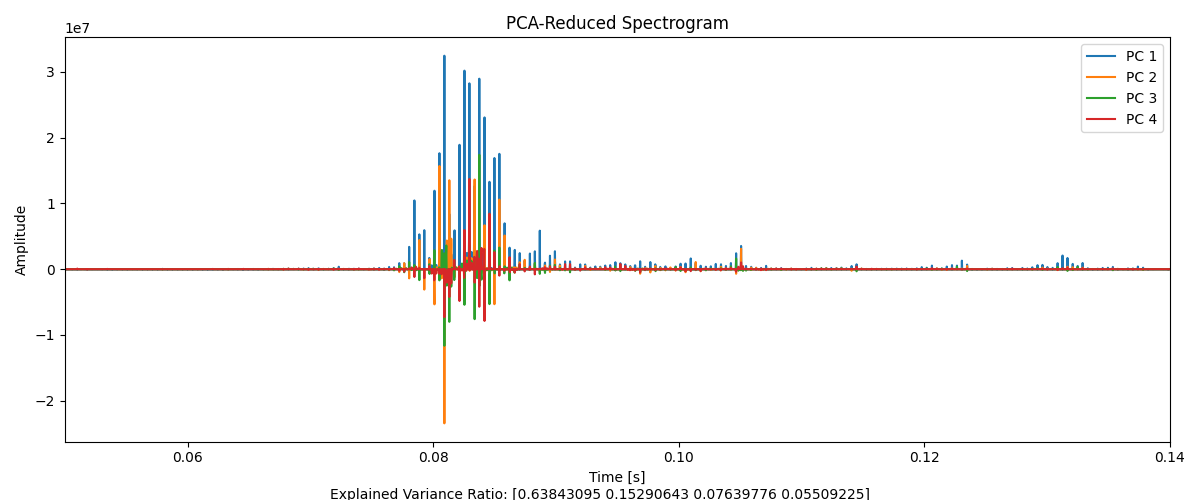 PCA-Reduced Spectrogram
1e7
PC 1
PC 2
PC 3
PC 4
3
2
1
0
−1
−2
Amplitude
0.06 0.08 0.10 0.12 0.14
Time [s]
Explained Variance Ratio: [0.63843095 0.15290643 0.07639776 0.05509225]